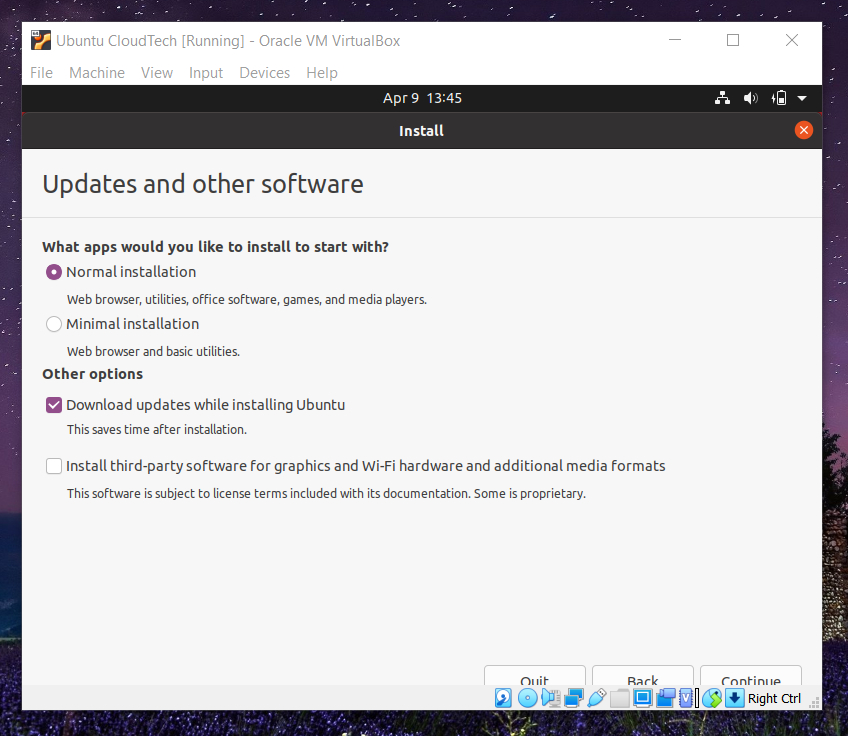 Ubuntu CloudTech [Running] - Oracle VM VirtualBox
File Machine View Input Devices Help
Apr 9 13:45
Install
Updates and other software
What apps would you like to install to start with?
Normal installation
Web browser, utilities, office software, games, and media players.
Minimal installation
Web browser and basic utilities.
Other options
Download updates while installing Ubuntu
This saves time after installation.
Install third-party software for graphics and Wi-Fi hardware and additional media formats
This software is subject to license terms included with its documentation. Some is proprietary.
Quit Back Continue
Right Ctrl